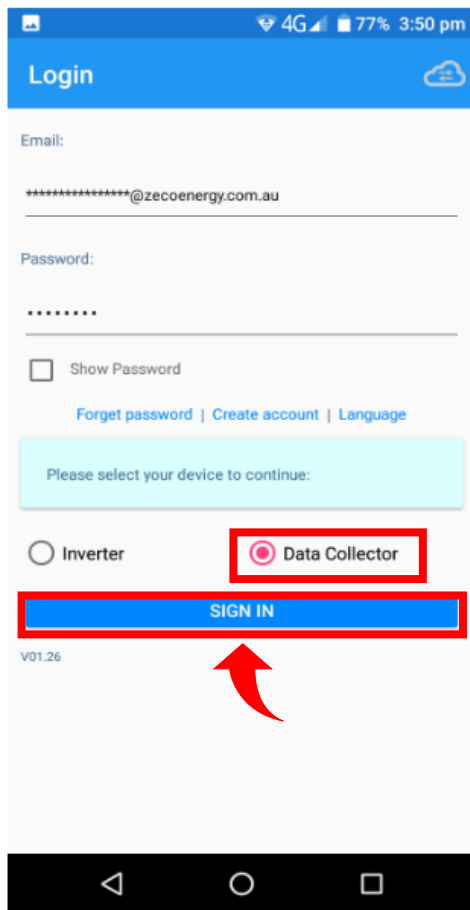 4G 77% 3:50 pm
Login
Email:
****************@zecoenergy.com.au
Password:
••••••••
Show Password
Forget password | Create account | Language
Please select your device to continue:
Inverter Data Collector
SIGN IN
V01.26